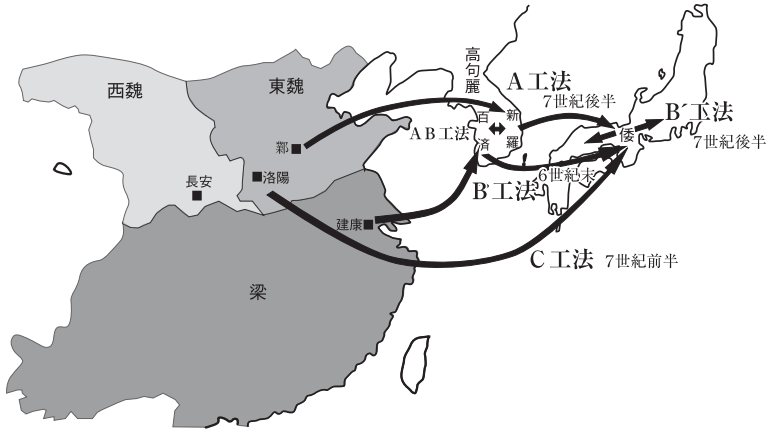 西魏
東魏
高句麗
A工法
7世紀後半
B´工法
7世紀後半
百済
新羅
AB工法
倭
鄴
洛陽
長安
6世紀末
B工法
建康
C工法 7世紀前半
梁